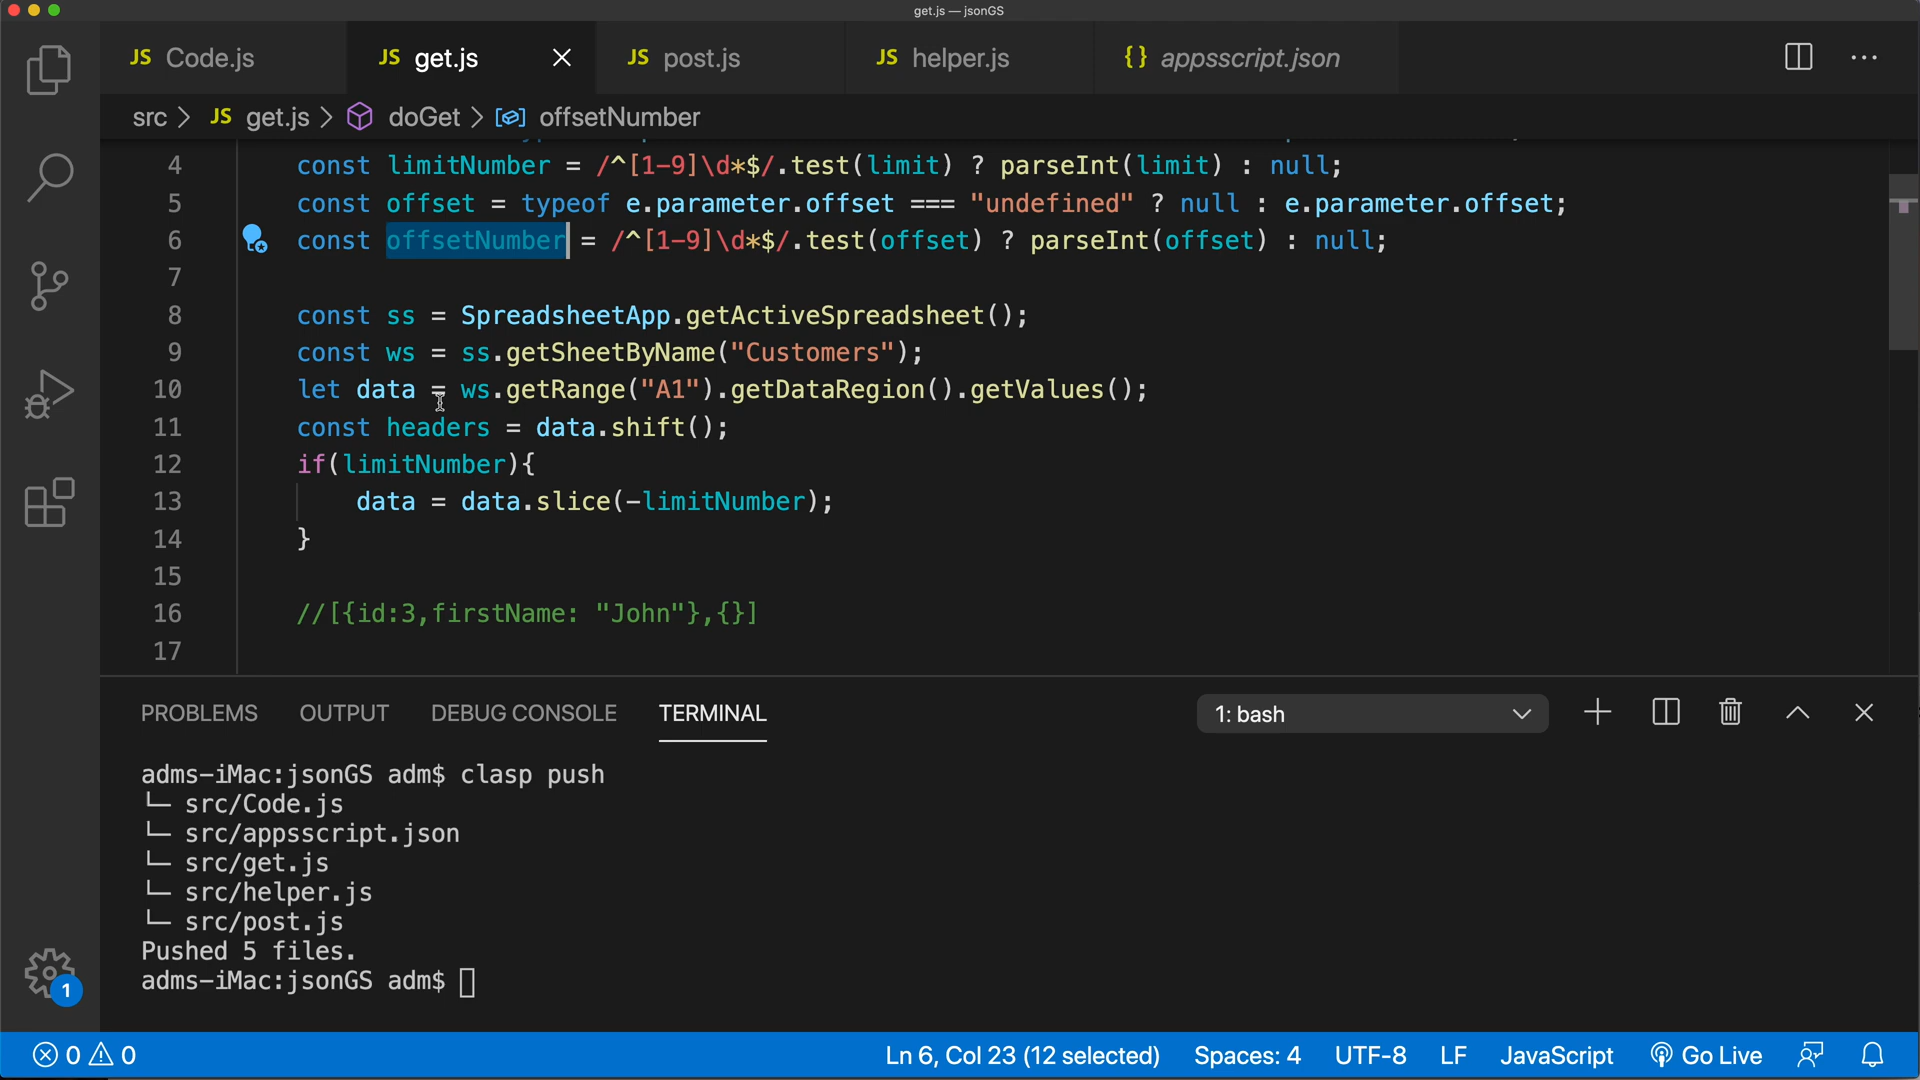 get.js — jsonGS
JS Code.js
JS get.js
JS post.js
JS helper.js
{} appsscript.json
src > JS get.js > doGet > offsetNumber
4 const limitNumber = /^[1-9]\d*$/.test(limit) ? parseInt(limit) : null;
5 const offset = typeof e.parameter.offset === "undefined" ? null : e.parameter.offset;
6 const offsetNumber = /^[1-9]\d*$/.test(offset) ? parseInt(offset) : null;
7
8 const ss = SpreadsheetApp.getActiveSpreadsheet();
9 const ws = ss.getSheetByName("Customers");
10 let data = ws.getRange("A1").getDataRegion().getValues();
11 const headers = data.shift();
12 if(limitNumber){
13 data = data.slice(-limitNumber);
14 }
15
16 //[{id:3,firstName: "John"},{}]
17
PROBLEMS OUTPUT DEBUG CONSOLE TERMINAL 1: bash
adms-iMac:jsonGS adm$ clasp push
└─ src/Code.js
└─ src/appsscript.json
└─ src/get.js
└─ src/helper.js
└─ src/post.js
Pushed 5 files.
adms-iMac:jsonGS adm$
1
0 0 Ln 6, Col 23 (12 selected) Spaces: 4 UTF-8 LF JavaScript Go Live